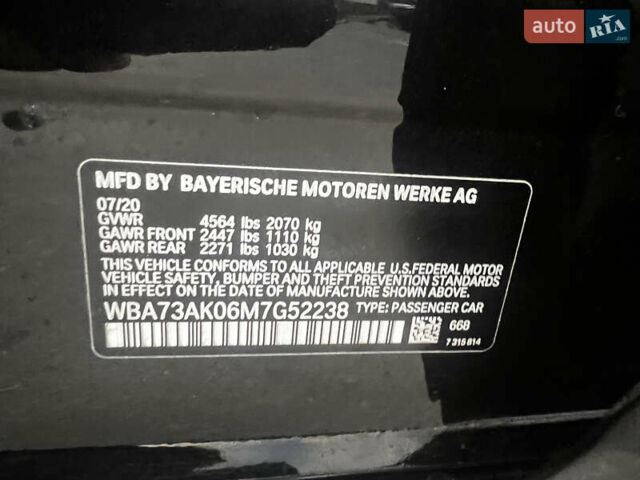 auto RIA .com
MFD BY BAYERISCHE MOTOREN WERKE AG
07/20
GVWR 4564 lbs 2070 kg
GAWR FRONT 2447 lbs 1110 kg
GAWR REAR 2271 lbs 1030 kg
THIS VEHICLE CONFORMS TO ALL APPLICABLE U.S.FEDERAL MOTOR
VEHICLE SAFETY, BUMPER AND THEFT PREVENTION STANDARDS
IN EFFECT ON THE DATE OF MANUFACTURE SHOWN ABOVE.
WBA73AK06M7G52238 TYPE: PASSENGER CAR
668
7 315 614